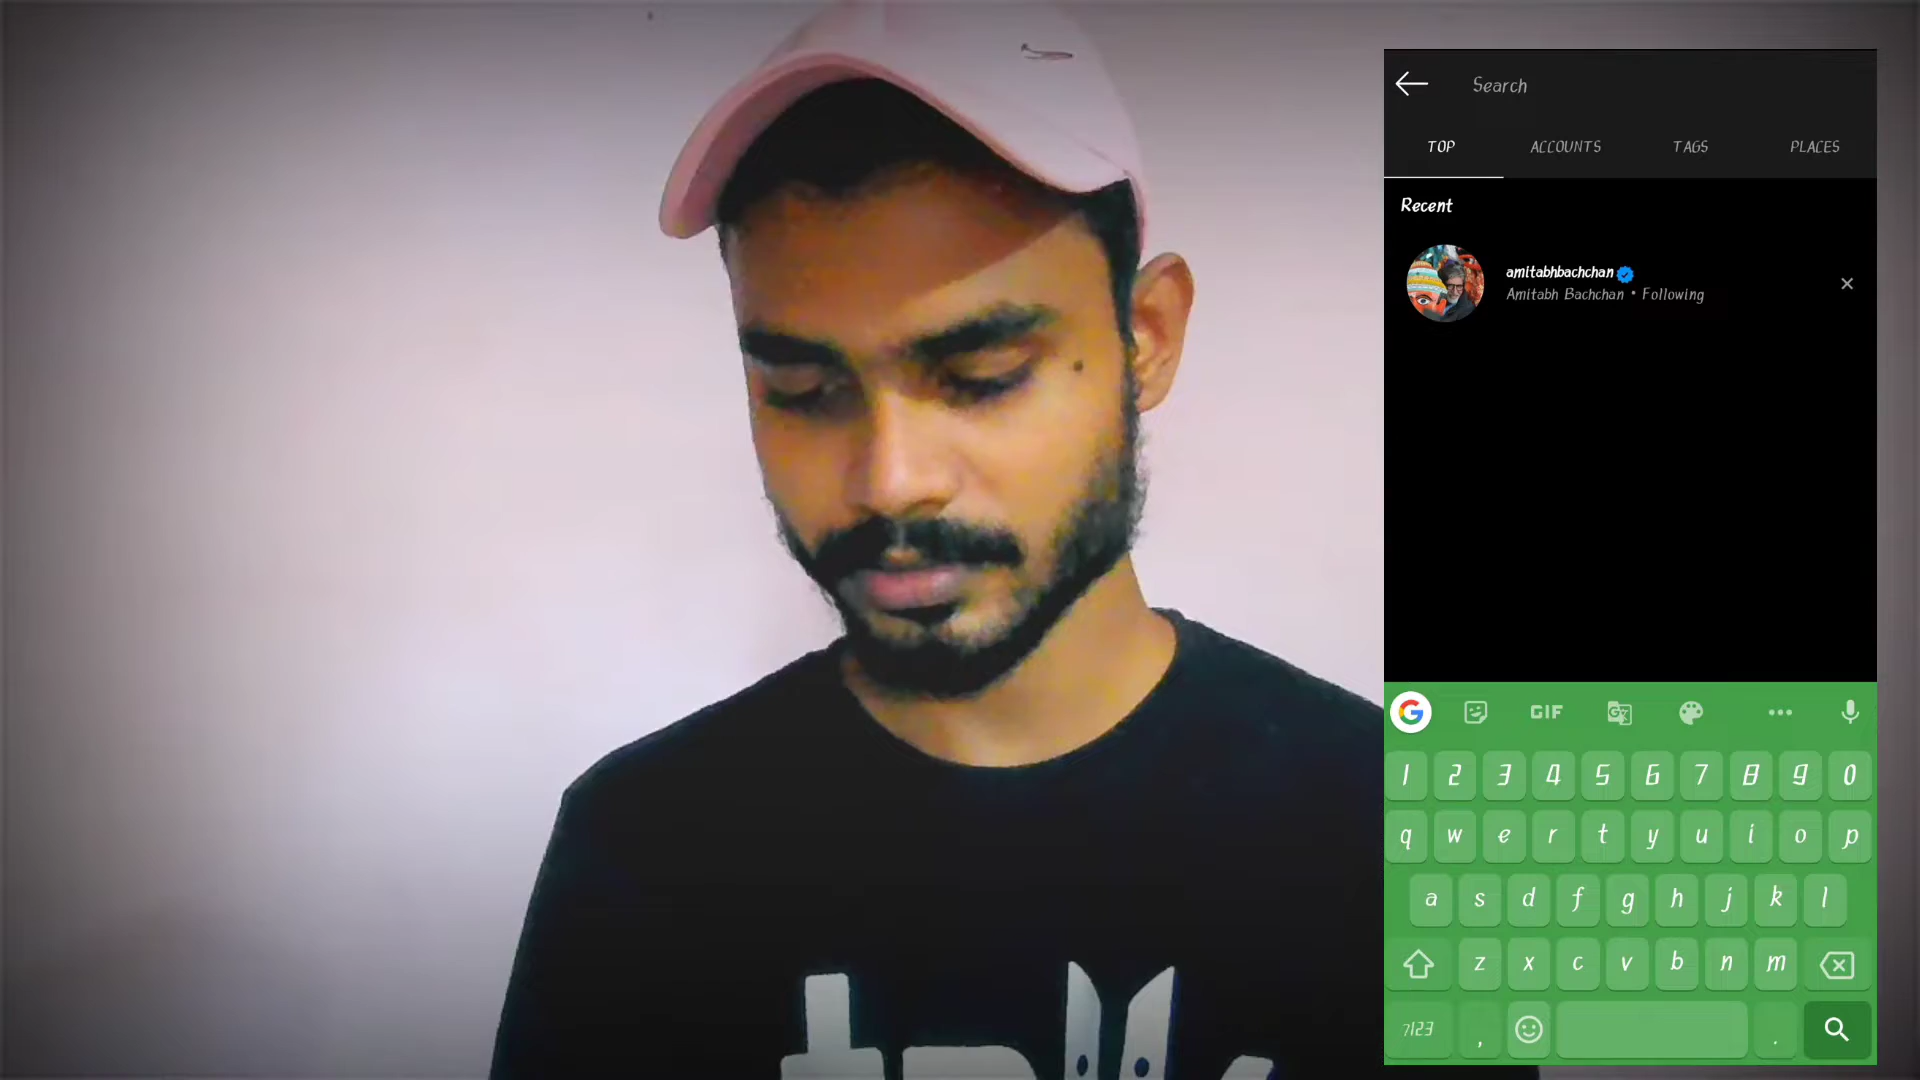 Search
TOP ACCOUNTS TAGS PLACES
Recent
amitabhbachchan
Amitabh Bachchan • Following
G GIF G
1 2 3 4 5 6 7 8 9 0
q w e r t y u i o p
a s d f g h j k l
z x c v b n m
?123 , .